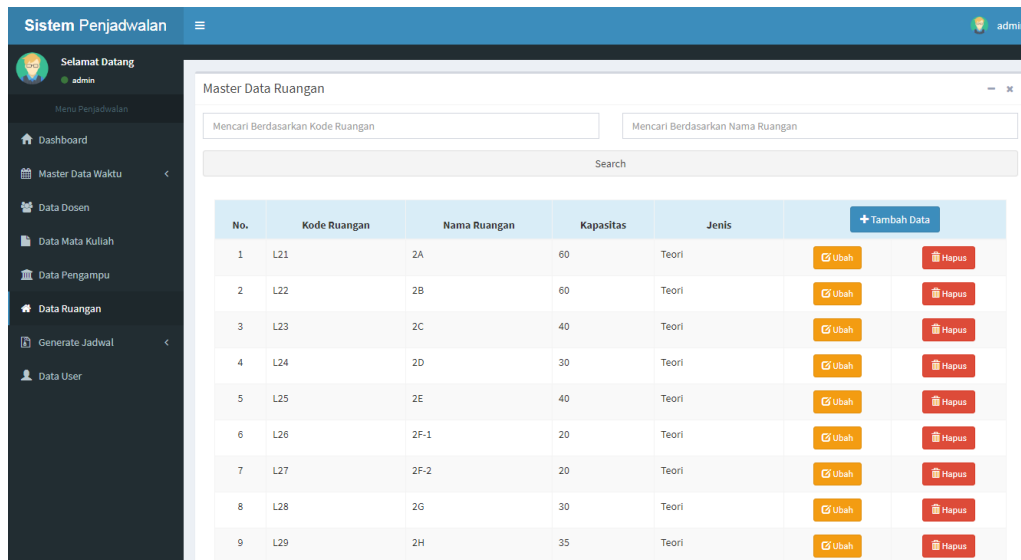 Sistem Penjadwalan
admin
Selamat Datang
admin
Menu Penjadwalan
Dashboard
Master Data Waktu
Data Dosen
Data Mata Kuliah
Data Pengampu
Data Ruangan
Generate Jadwal
Data User
Master Data Ruangan
Mencari Berdasarkan Kode Ruangan Mencari Berdasarkan Nama Ruangan
Search
No. Kode Ruangan Nama Ruangan Kapasitas Jenis Tambah Data
1 L21 2A 60 Teori Ubah Hapus
2 L22 2B 60 Teori Ubah Hapus
3 L23 2C 40 Teori Ubah Hapus
4 L24 2D 30 Teori Ubah Hapus
5 L25 2E 40 Teori Ubah Hapus
6 L26 2F-1 20 Teori Ubah Hapus
7 L27 2F-2 20 Teori Ubah Hapus
8 L28 2G 30 Teori Ubah Hapus
9 L29 2H 35 Teori Ubah Hapus